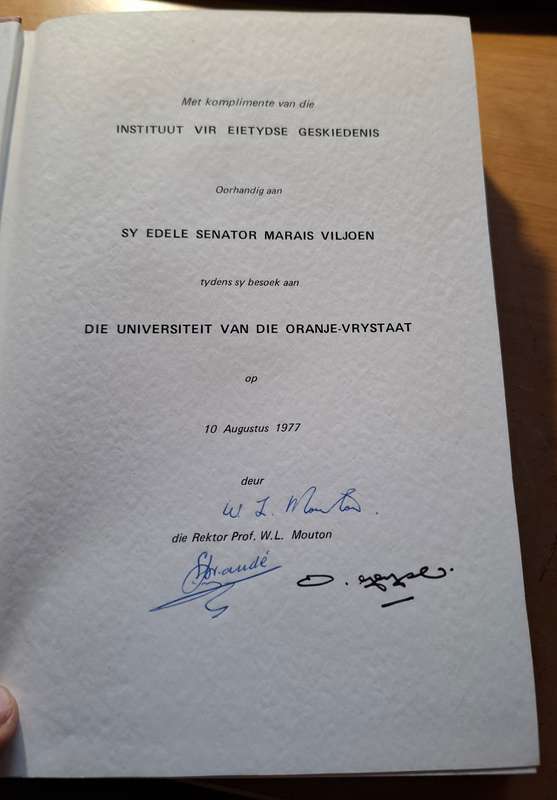 Met komplimente van die
INSTITUUT VIR EIETYDSE GESKIEDENIS
Oorhandig aan
SY EDELE SENATOR MARAIS VILJOEN
tydens sy besoek aan
DIE UNIVERSITEIT VAN DIE ORANJE-VRYSTAAT
op
10 Augustus 1977
deur
W L Mouton.
die Rektor Prof. W.L. Mouton